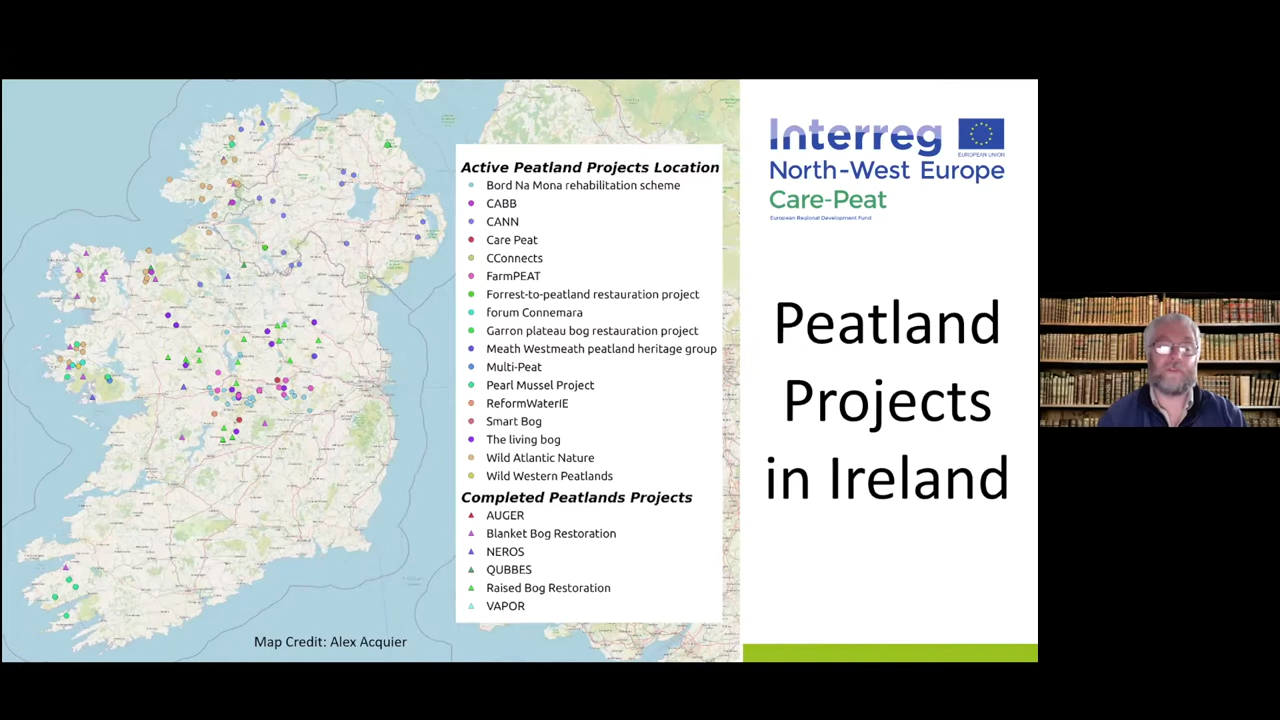 Active Peatland Projects Location
Bord Na Mona rehabilitation scheme
CABB
CANN
Care Peat
CConnects
FarmPEAT
Forrest-to-peatland restauration project
forum Connemara
Garron plateau bog restauration project
Meath Westmeath peatland heritage group
Multi-Peat
Pearl Mussel Project
ReformWaterIE
Smart Bog
The living bog
Wild Atlantic Nature
Wild Western Peatlands
Completed Peatlands Projects
AUGER
Blanket Bog Restoration
NEROS
QUBBES
Raised Bog Restoration
VAPOR
Map Credit: Alex Acquier
Interreg
EUROPEAN UNION
North-West Europe
Care-Peat
European Regional Development Fund
Peatland
Projects
in Ireland